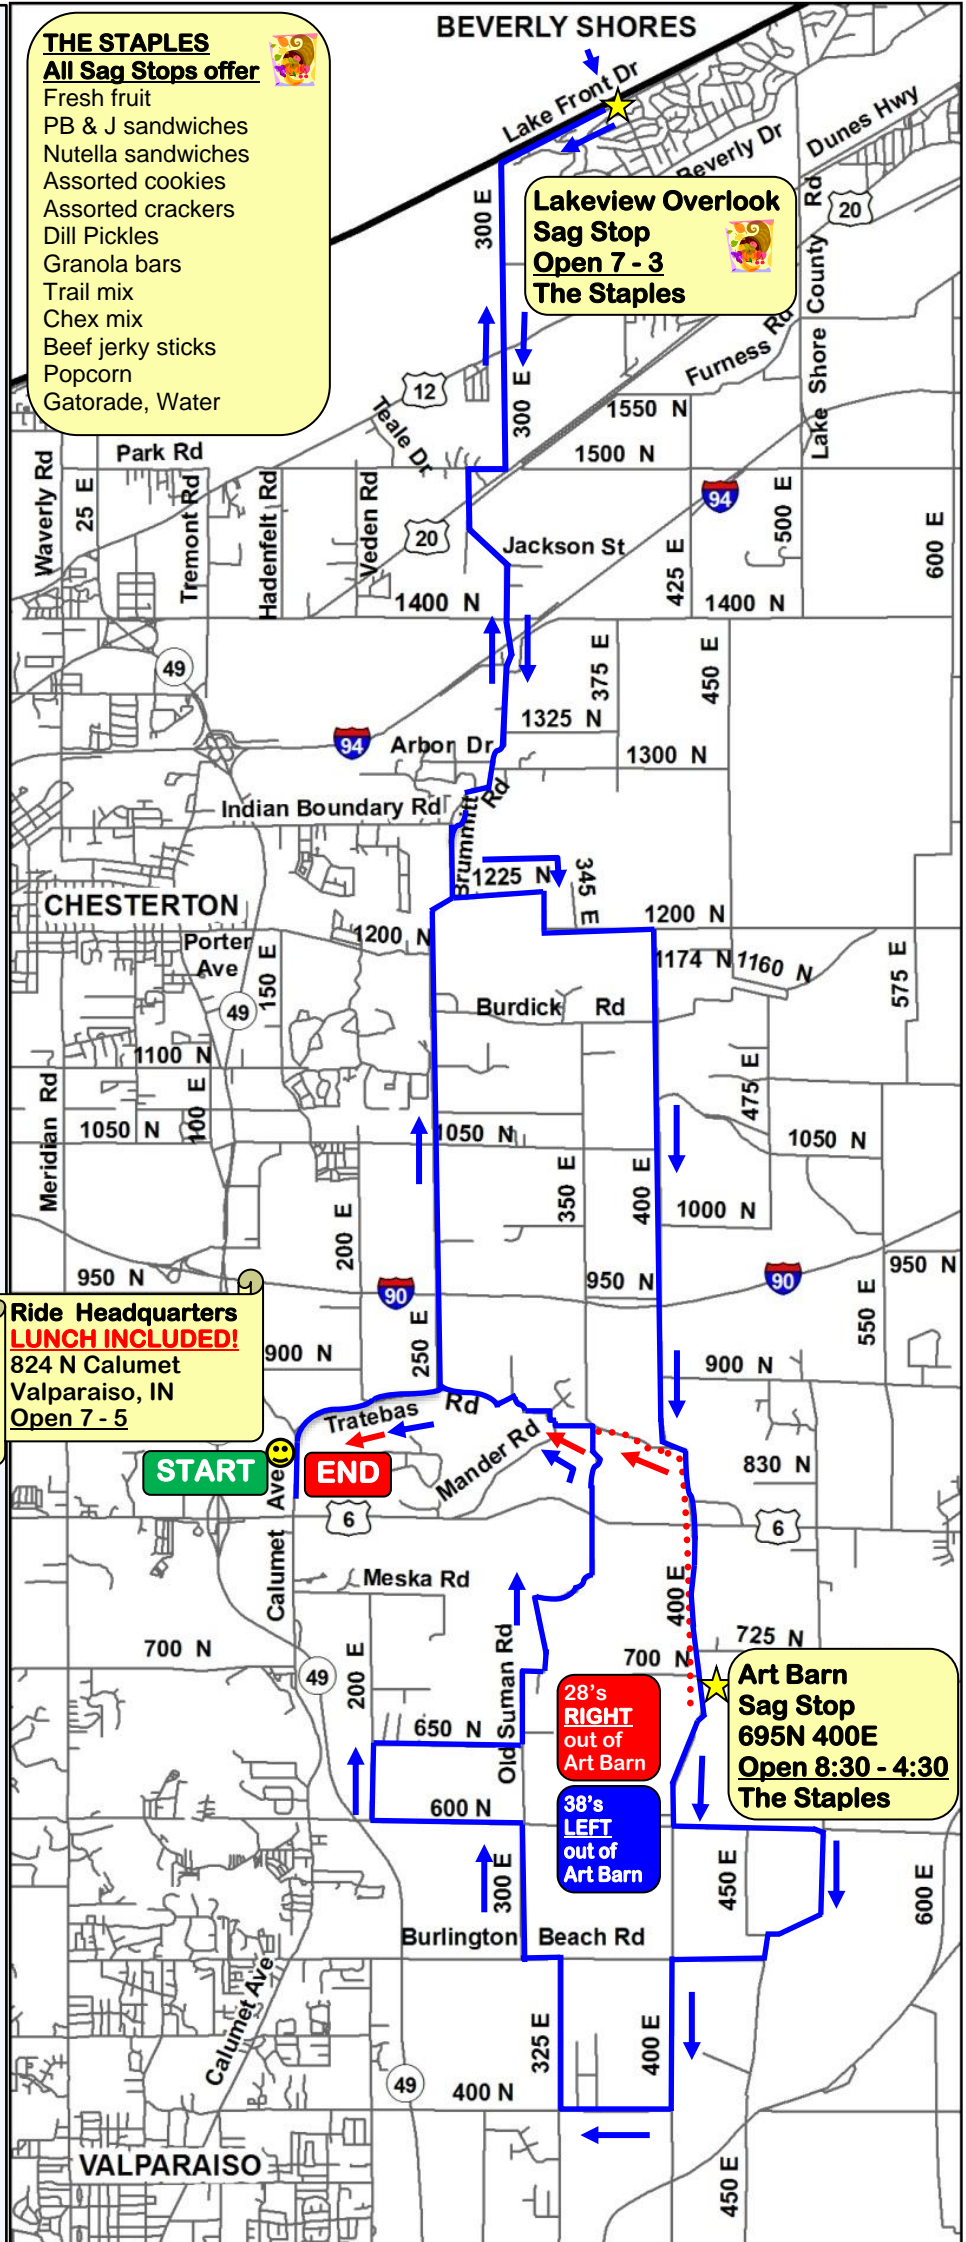 BEVERLY SHORES
THE STAPLES
All Sag Stops offer
Fresh fruit
PB & J sandwiches
Nutella sandwiches
Assorted cookies
Assorted crackers
Dill Pickles
Granola bars
Trail mix
Chex mix
Beef jerky sticks
Popcorn
Gatorade, Water
Lake Front Dr
Beverly Dr
Dunes Hwy
20
300 E
Lakeview Overlook
Sag Stop
Open 7 - 3
The Staples
Lake Shore County Rd
Furness Rd
12
Teale Dr
300 E
1550 N
1500 N
Park Rd
Waverly Rd
25 E
Tremont Rd
Hadenfelt Rd
Veden Rd
20
94
500 E
600 E
Jackson St
425 E
1400 N
1400 N
49
375 E
450 E
1325 N
94
Arbor Dr
1300 N
Indian Boundary Rd
Brummitt Rd
1225 N
345 E
CHESTERTON
1200 N
1200 N
Porter
Ave
150 E
49
1174 N
1160 N
575 E
Burdick Rd
1100 N
100 E
475 E
Meridian Rd
1050 N
1050 N
1050 N
350 E
400 E
200 E
1000 N
950 N
950 N
950 N
90
90
550 E
Ride Headquarters
LUNCH INCLUDED!
824 N Calumet
Valparaiso, IN
Open 7 - 5
900 N
250 E
900 N
Tratebas Rd
Mander Rd
START
END
830 N
6
6
Calumet Ave
Meska Rd
400 E
725 N
700 N
200 E
Old Suman Rd
700 N
49
Art Barn
Sag Stop
695N 400E
Open 8:30 - 4:30
The Staples
28's
RIGHT
out of
Art Barn
650 N
38's
LEFT
out of
Art Barn
600 N
300 E
450 E
600 E
Burlington Beach Rd
Calumet Ave
325 E
400 E
49
400 N
VALPARAISO
450 E